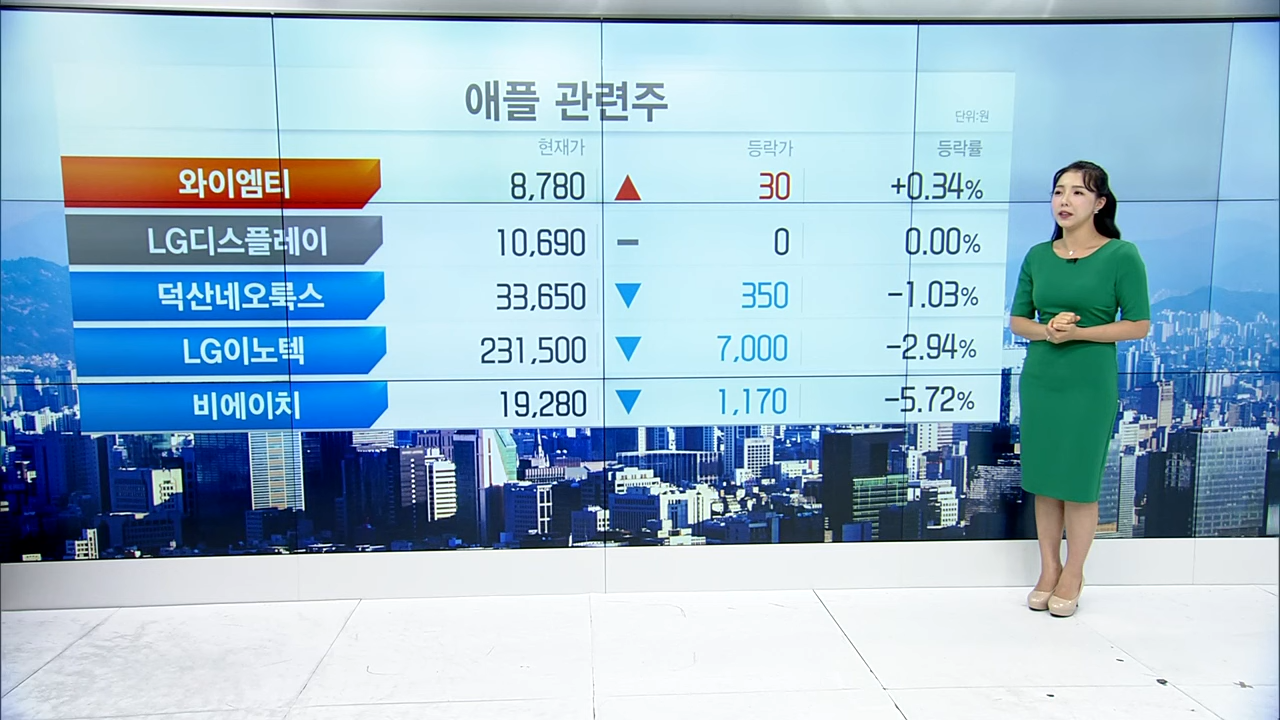 애플 관련주
단위:원
현재가 등락가 등락률
와이엠티 8,780 ▲ 30 +0.34%
LG디스플레이 10,690 - 0 0.00%
덕산네오룩스 33,650 ▼ 350 -1.03%
LG이노텍 231,500 ▼ 7,000 -2.94%
비에이치 19,280 ▼ 1,170 -5.72%